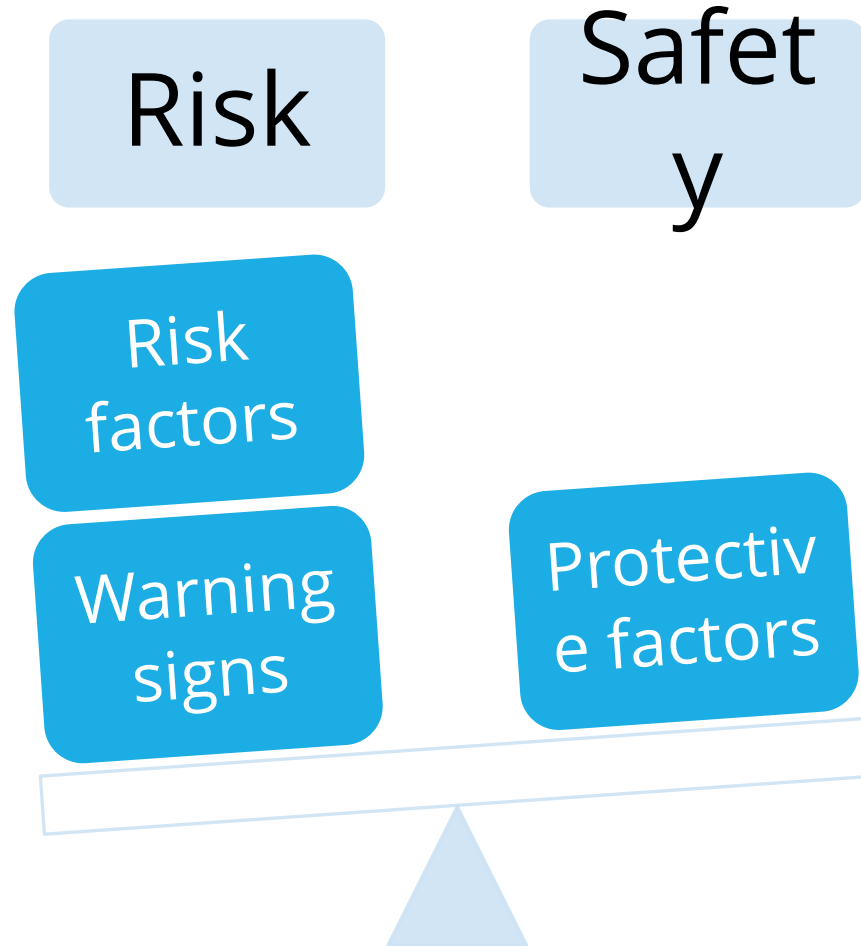 Risk
Safet
y
Risk
factors
Warning
signs
Protectiv
e factors